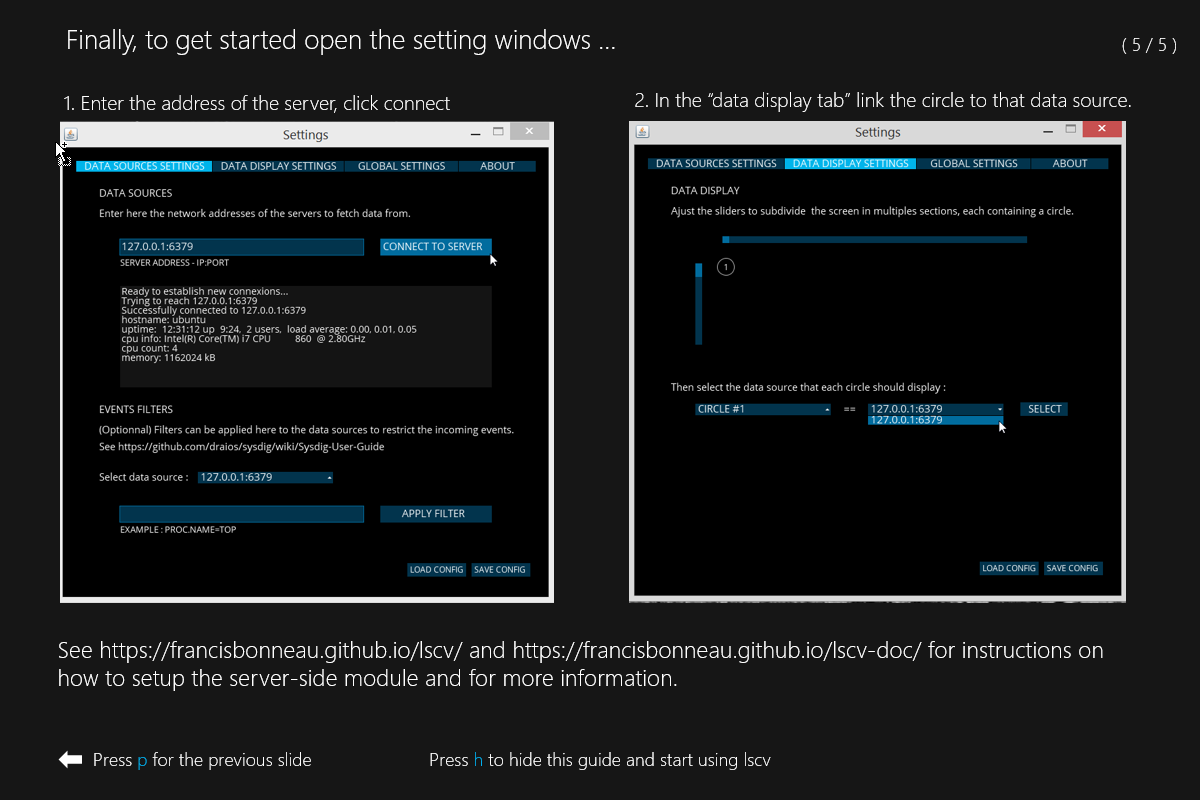 Finally, to get started open the setting windows ...
( 5 / 5 )
1. Enter the address of the server, click connect
Settings
DATA SOURCES SETTINGS DATA DISPLAY SETTINGS GLOBAL SETTINGS ABOUT
DATA SOURCES
Enter here the network addresses of the servers to fetch data from.
127.0.0.1:6379 CONNECT TO SERVER
SERVER ADDRESS - IP:PORT
Ready to establish new connexions...
Trying to reach 127.0.0.1:6379
Successfully connected to 127.0.0.1:6379
hostname: ubuntu
uptime: 12:31:12 up 9:24, 2 users, load average: 0.00, 0.01, 0.05
cpu info: Intel(R) Core(TM) i7 CPU 860 @ 2.80GHz
cpu count: 4
memory: 1162024 kB
EVENTS FILTERS
(Optionnal) Filters can be applied here to the data sources to restrict the incoming events.
See https://github.com/draios/sysdig/wiki/Sysdig-User-Guide
Select data source : 127.0.0.1:6379
APPLY FILTER
EXAMPLE : PROC.NAME=TOP
LOAD CONFIG SAVE CONFIG
2. In the “data display tab” link the circle to that data source.
Settings
DATA SOURCES SETTINGS DATA DISPLAY SETTINGS GLOBAL SETTINGS ABOUT
DATA DISPLAY
Ajust the sliders to subdivide the screen in multiples sections, each containing a circle.
1
Then select the data source that each circle should display :
CIRCLE #1 == 127.0.0.1:6379 SELECT
127.0.0.1:6379
LOAD CONFIG SAVE CONFIG
See https://francisbonneau.github.io/lscv/ and https://francisbonneau.github.io/lscv-doc/ for instructions on
how to setup the server-side module and for more information.
Press p for the previous slide
Press h to hide this guide and start using lscv